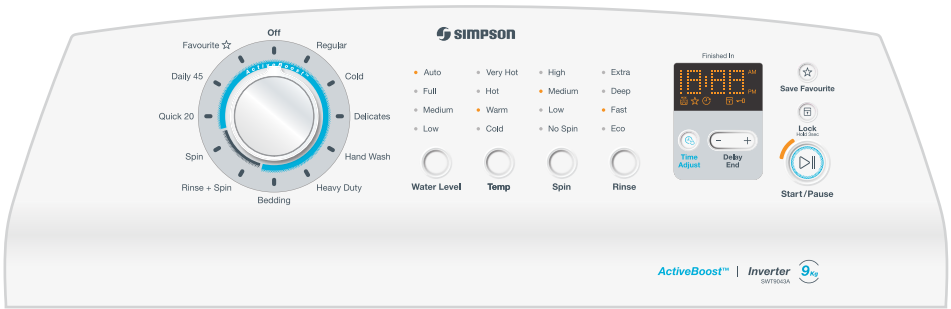 SIMPSON
Off
Regular
Cold
Delicates
Hand Wash
Heavy Duty
Bedding
Rinse + Spin
Spin
Quick 20
Daily 45
Favourite
ActiveBoost™
Auto
Full
Medium
Low
Water Level
Very Hot
Hot
Warm
Cold
Temp
High
Medium
Low
No Spin
Spin
Extra
Deep
Fast
Eco
Rinse
Finished In
18:88
AM
PM
Time
Adjust
− +
Delay
End
Save Favourite
Lock
Hold 3sec
Start/Pause
ActiveBoost™ | Inverter 9Kg
SWT9043A